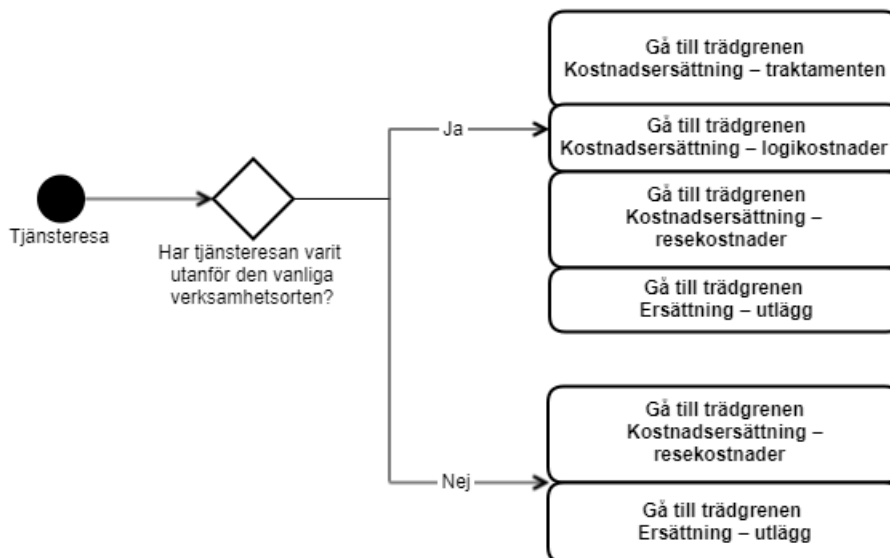 Tjänsteresa
Har tjänsteresan varit
utanför den vanliga
verksamhetsorten?
Ja
Gå till trädgrenen
Kostnadsersättning – traktamenten
Gå till trädgrenen
Kostnadsersättning – logikostnader
Gå till trädgrenen
Kostnadsersättning –
resekostnader
Gå till trädgrenen
Ersättning – utlägg
Nej
Gå till trädgrenen
Kostnadsersättning –
resekostnader
Gå till trädgrenen
Ersättning – utlägg